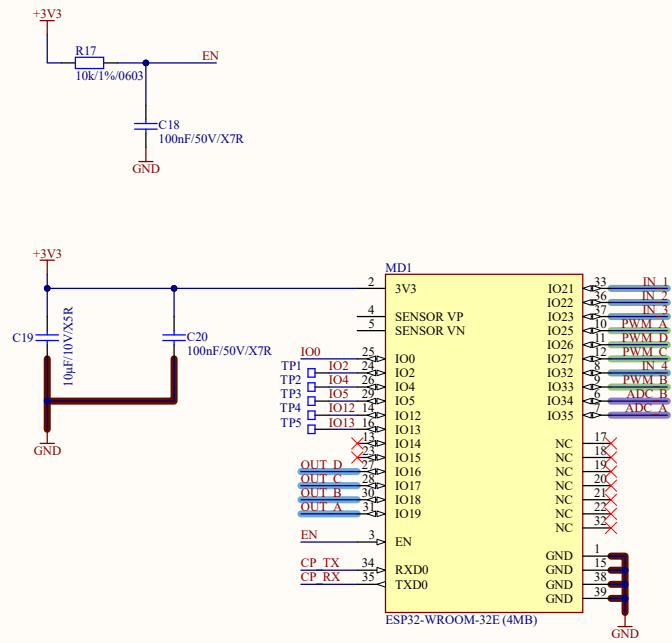 +3V3
R17
EN
10k/1%/0603
C18
100nF/50V/X7R
GND
+3V3
C19
10µF/10V/X5R
C20
100nF/50V/X7R
GND
MD1
2 3V3 IO21 33 IN_1
IO22 36 IN_2
4 SENSOR VP IO23 37 IN_3
5 SENSOR VN IO25 10 PWM_A
IO26 11 PWM_D
IO0 25 IO0 IO27 12 PWM_C
TP1 IO2 24 IO2 IO32 8 IN_4
TP2 IO4 26 IO4 IO33 9 PWM_B
TP3 IO5 29 IO5 IO34 6 ADC_B
TP4 IO12 14 IO12 IO35 7 ADC_A
TP5 IO13 16 IO13
13 IO14 NC 17
23 IO15 NC 18
OUT_D 27 IO16 NC 19
OUT_C 28 IO17 NC 20
OUT_B 30 IO18 NC 21
OUT_A 31 IO19 NC 22
NC 32
EN 3 EN
GND 1
CP_TX 34 RXD0 GND 15
CP_RX 35 TXD0 GND 38
GND 39
ESP32-WROOM-32E (4MB)
GND